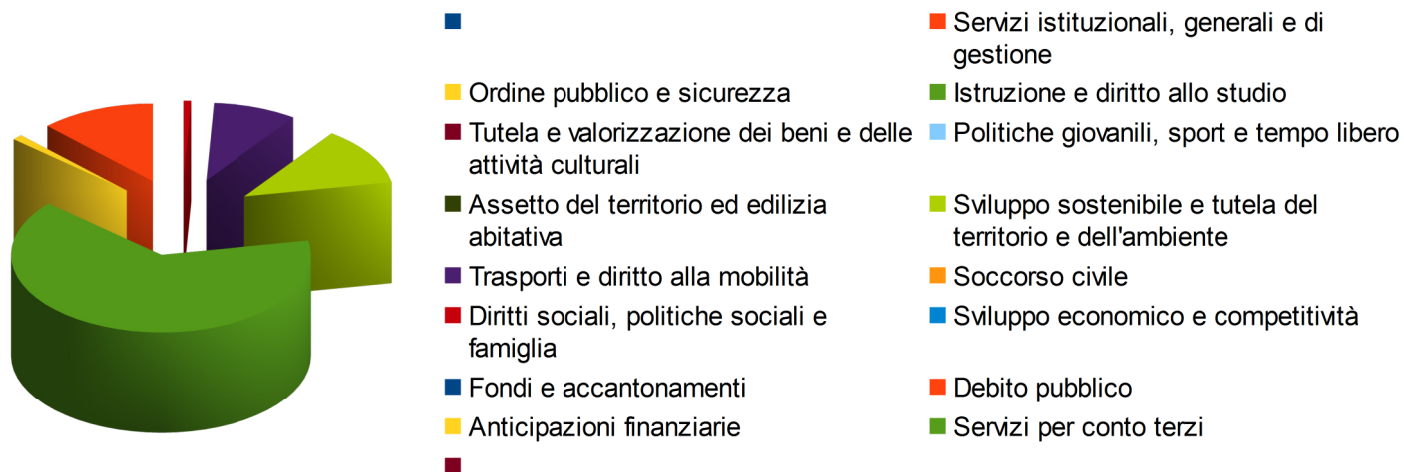 Servizi istituzionali, generali e di
gestione
Ordine pubblico e sicurezza
Istruzione e diritto allo studio
Tutela e valorizzazione dei beni e delle
attività culturali
Politiche giovanili, sport e tempo libero
Assetto del territorio ed edilizia
abitativa
Sviluppo sostenibile e tutela del
territorio e dell'ambiente
Trasporti e diritto alla mobilità
Soccorso civile
Diritti sociali, politiche sociali e
famiglia
Sviluppo economico e competitività
Fondi e accantonamenti
Debito pubblico
Anticipazioni finanziarie
Servizi per conto terzi